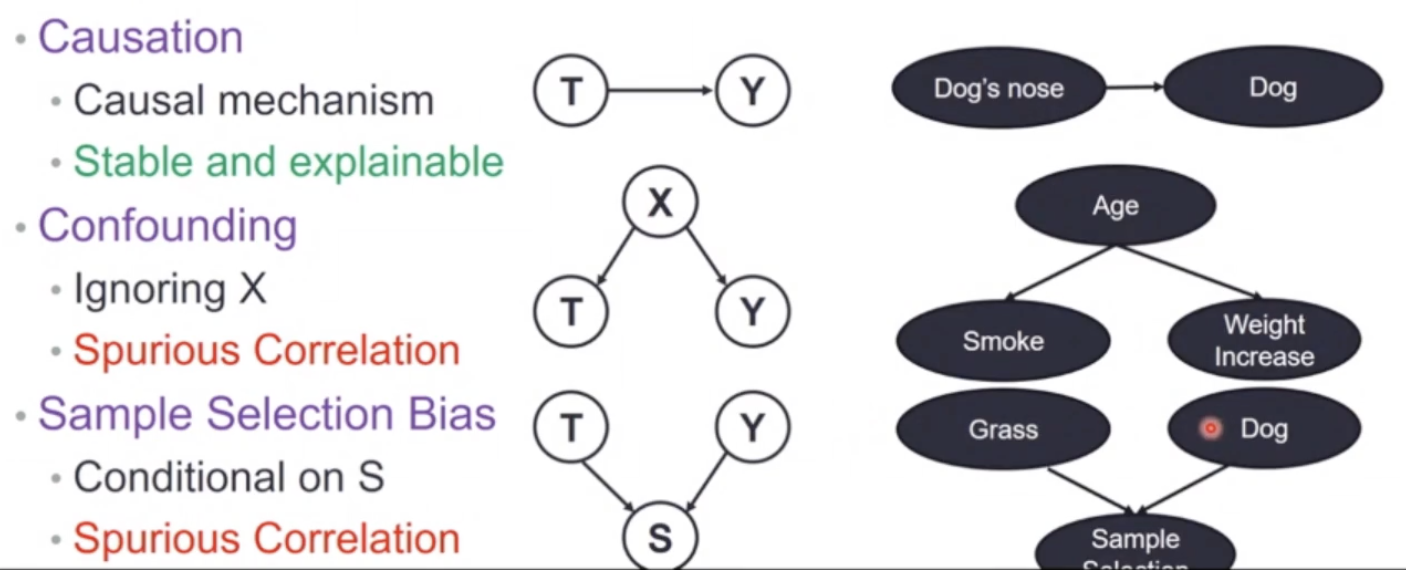 Causation
Causal mechanism
Stable and explainable
Confounding
Ignoring X
Spurious Correlation
Sample Selection Bias
Conditional on S
Spurious Correlation
T
Y
X
T
Y
T
Y
S
Dog's nose
Dog
Age
Smoke
Weight
Increase
Grass
Dog
Sample
Selection